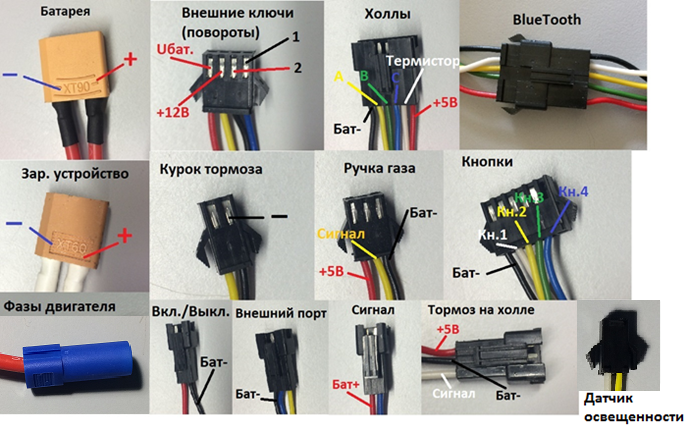 Батарея
–
+
XT90
Внешние ключи
(повороты)
Uбат.
1
2
+12В
Холлы
A
B
C
Термистор
+5В
Бат-
BlueTooth
Зар. устройство
–
+
XT60
Курок тормоза
–
Ручка газа
Сигнал
Бат-
+5В
Кнопки
Кн.1
Кн.2
Кн.3
Кн.4
Бат-
Фазы двигателя
Вкл./Выкл.
Бат-
Внешний порт
Бат-
Сигнал
Бат+
Тормоз на холле
+5В
Сигнал
Бат-
Датчик
освещенности